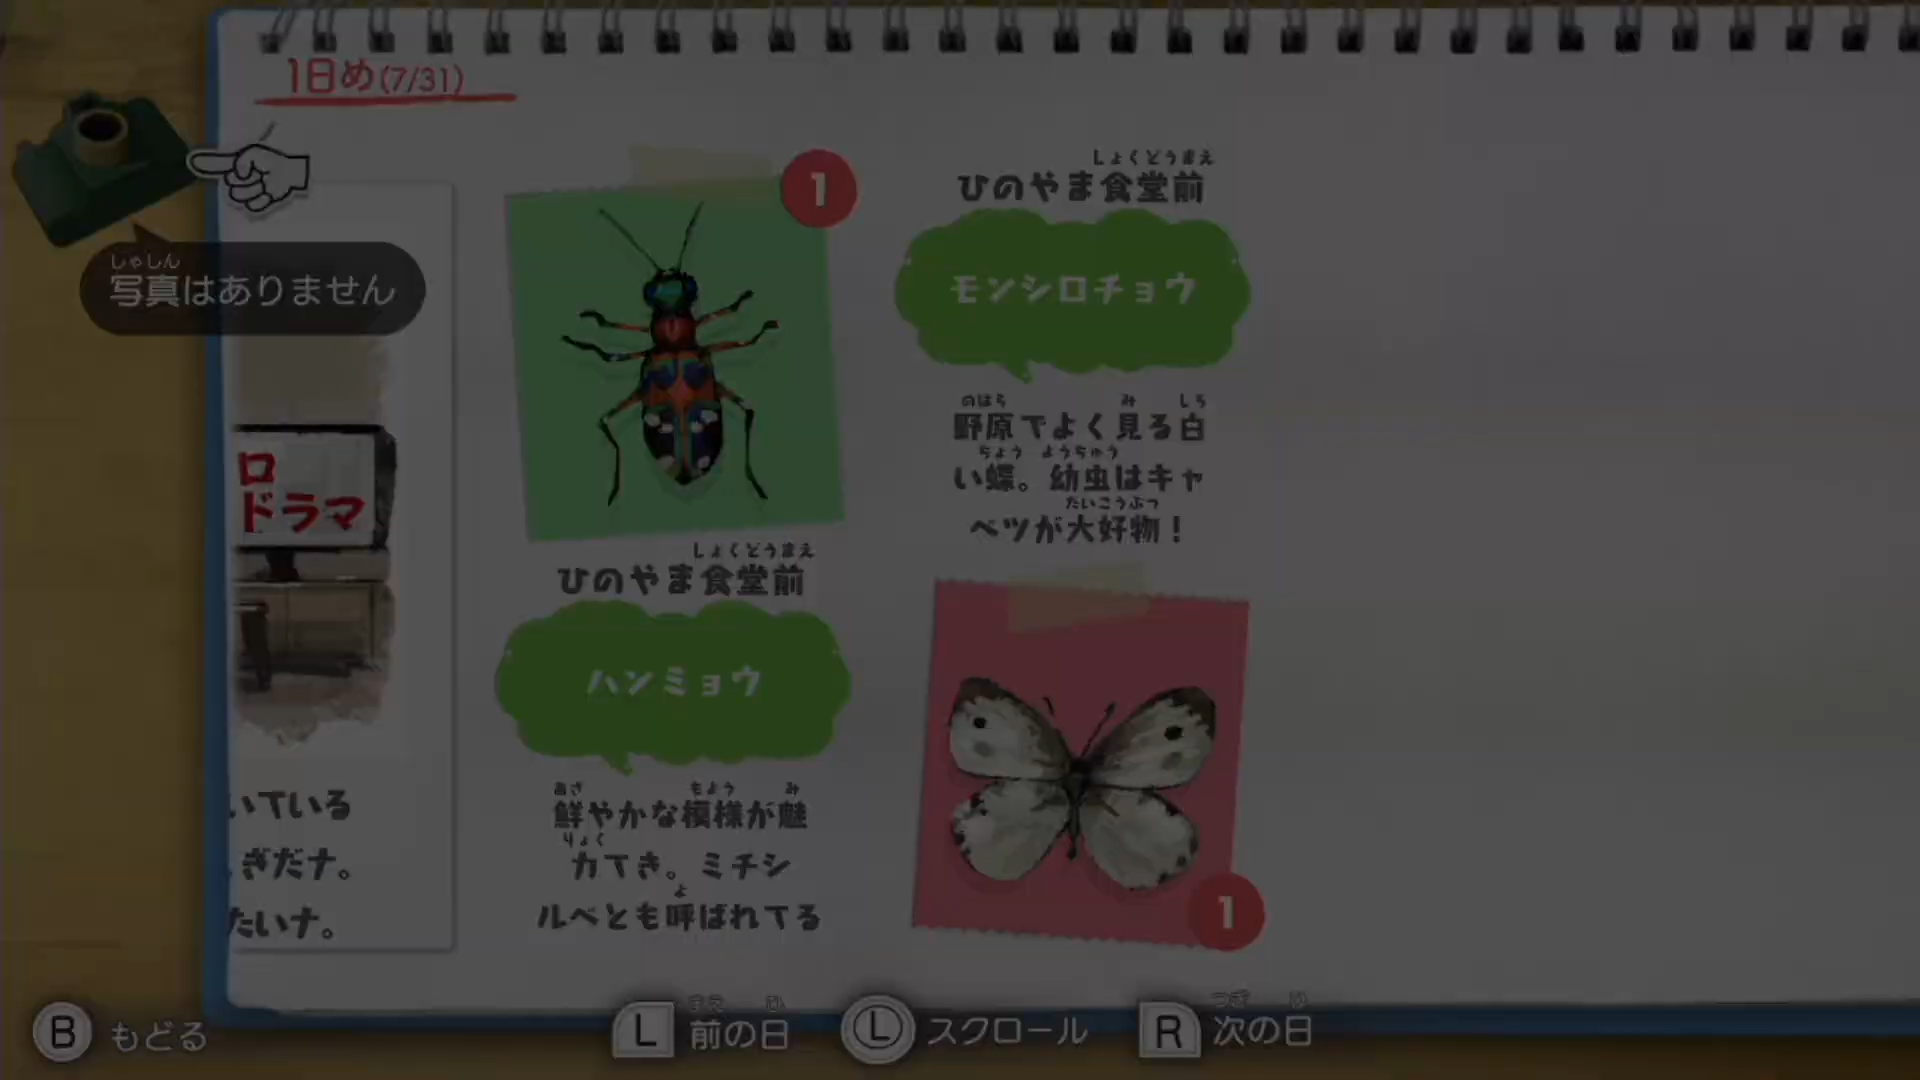 1日め(7/31)
しゃしん
写真はありません
ロ
ドラマ
いている
ぎだナ。
たいナ。
1
しょくどうまえ
ひのやま食堂前
ハンミョウ
あざ もよう み
鮮やかな模様が魅
りょく
力てき。ミチシ
よ
ルベとも呼ばれてる
しょくどうまえ
ひのやま食堂前
モンシロチョウ
のはら み しろ
野原でよく見る白
ちょう ようちゅう
い蝶。幼虫はキャ
だいこうぶつ
ベツが大好物！
1
B もどる
まえ ひ
L 前の日
L スクロール
つぎ ひ
R 次の日